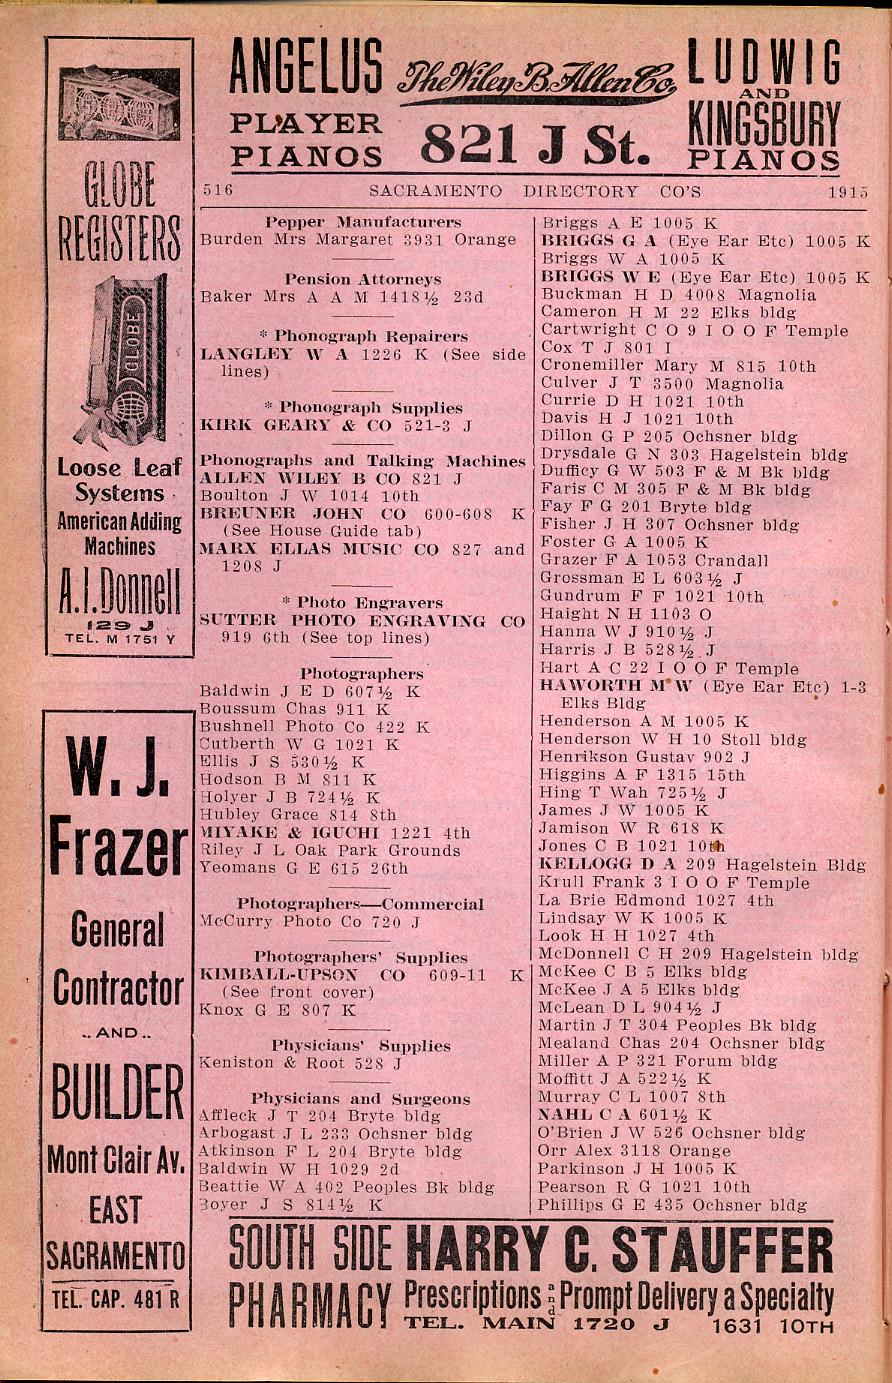 ANGELUS
PLAYER
PIANOS
The Wiley B. Allen Co.
821 J St.
LUDWIG
AND
KINGSBURY
PIANOS
516 SACRAMENTO DIRECTORY CO'S 1915
GLOBE
REGISTERS
GLOBE
Loose Leaf
Systems
American Adding
Machines
A.I. Donnell
129 J
TEL. M 1751 Y
W. J.
Frazer
General
Contractor
.. AND ..
BUILDER
Mont Clair Av.
EAST
SACRAMENTO
TEL. CAP. 481 R
Pepper Manufacturers
Burden Mrs Margaret 3931 Orange
Pension Attorneys
Baker Mrs A A M 1418½ 23d
* Phonograph Repairers
LANGLEY W A 1226 K (See side
lines)
* Phonograph Supplies
KIRK GEARY & CO 521-3 J
Phonographs and Talking Machines
ALLEN WILEY B CO 821 J
Boulton J W 1014 10th
BREUNER JOHN CO 600-608 K
(See House Guide tab)
MARX ELLAS MUSIC CO 827 and
1208 J
* Photo Engravers
SUTTER PHOTO ENGRAVING CO
919 6th (See top lines)
Photographers
Baldwin J E D 607½ K
Boussum Chas 911 K
Bushnell Photo Co 422 K
Cutberth W G 1021 K
Ellis J S 530½ K
Hodson B M 811 K
Holyer J B 724½ K
Hubley Grace 814 8th
MIYAKE & IGUCHI 1221 4th
Riley J L Oak Park Grounds
Yeomans G E 615 26th
Photographers—Commercial
McCurry Photo Co 720 J
Photographers' Supplies
KIMBALL-UPSON CO 609-11 K
(See front cover)
Knox G E 807 K
Physicians' Supplies
Keniston & Root 528 J
Physicians and Surgeons
Affleck J T 204 Bryte bldg
Arbogast J L 233 Ochsner bldg
Atkinson F L 204 Bryte bldg
Baldwin W H 1029 2d
Beattie W A 402 Peoples Bk bldg
Boyer J S 814½ K
Briggs A E 1005 K
BRIGGS G A (Eye Ear Etc) 1005 K
Briggs W A 1005 K
BRIGGS W E (Eye Ear Etc) 1005 K
Buckman H D 4008 Magnolia
Cameron H M 22 Elks bldg
Cartwright C O 9 I O O F Temple
Cox T J 801 I
Cronemiller Mary M 815 10th
Culver J T 3500 Magnolia
Currie D H 1021 10th
Davis H J 1021 10th
Dillon G P 205 Ochsner bldg
Drysdale G N 303 Hagelstein bldg
Dufficy G W 503 F & M Bk bldg
Faris C M 305 F & M Bk bldg
Fay F G 201 Bryte bldg
Fisher J H 307 Ochsner bldg
Foster G A 1005 K
Grazer F A 1053 Crandall
Grossman E L 603½ J
Gundrum F F 1021 10th
Haight N H 1103 O
Hanna W J 910½ J
Harris J B 528½ J
Hart A C 22 I O O F Temple
HAWORTH M W (Eye Ear Etc) 1-3
Elks Bldg
Henderson A M 1005 K
Henderson W H 10 Stoll bldg
Henrikson Gustav 902 J
Higgins A F 1315 15th
Hing T Wah 725½ J
James J W 1005 K
Jamison W R 618 K
Jones C B 1021 10th
KELLOGG D A 209 Hagelstein Bldg
Krull Frank 3 I O O F Temple
La Brie Edmond 1027 4th
Lindsay W K 1005 K
Look H H 1027 4th
McDonnell C H 209 Hagelstein bldg
McKee C B 5 Elks bldg
McKee J A 5 Elks bldg
McLean D L 904½ J
Martin J T 304 Peoples Bk bldg
Mealand Chas 204 Ochsner bldg
Miller A P 321 Forum bldg
Moffitt J A 522½ K
Murray C L 1007 8th
NAHL C A 601½ K
O'Brien J W 526 Ochsner bldg
Orr Alex 3118 Orange
Parkinson J H 1005 K
Pearson R G 1021 10th
Phillips G E 435 Ochsner bldg
SOUTH SIDE
PHARMACY
HARRY C. STAUFFER
Prescriptions and Prompt Delivery a Specialty
TEL. MAIN 1720 J 1631 10TH